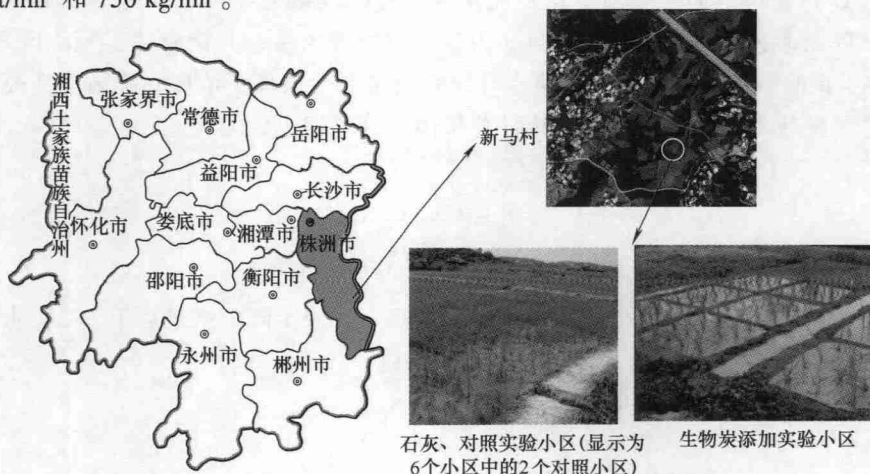 和 750 kg/hm²。
湘西土家族苗族自治州
张家界市
常德市
岳阳市
益阳市
长沙市
怀化市
娄底市
湘潭市
株洲市
邵阳市
衡阳市
永州市
郴州市
新马村
石灰、对照实验小区(显示为
6个小区中的2个对照小区)
生物炭添加实验小区